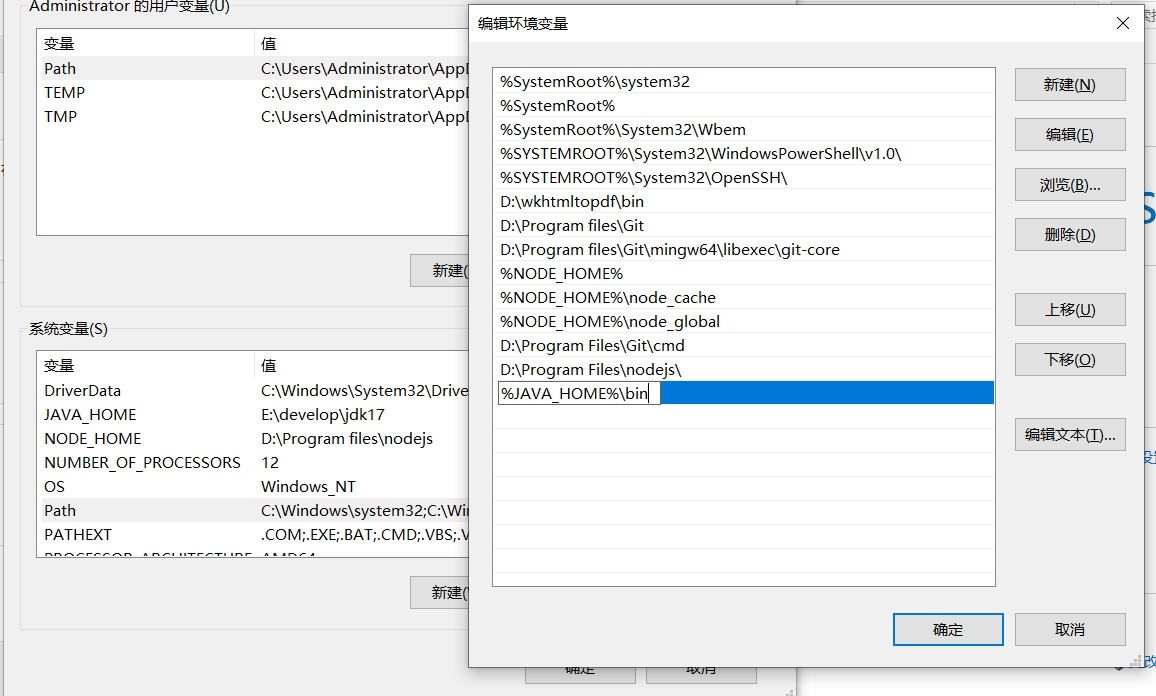 Administrator 的用户变量(U)
变量 值
Path C:\Users\Administrator\AppD
TEMP C:\Users\Administrator\AppD
TMP C:\Users\Administrator\AppD
新建(
系统变量(S)
变量 值
DriverData C:\Windows\System32\Drive
JAVA_HOME E:\develop\jdk17
NODE_HOME D:\Program files\nodejs
NUMBER_OF_PROCESSORS 12
OS Windows_NT
Path C:\Windows\system32;C:\Wi
PATHEXT .COM;.EXE;.BAT;.CMD;.VBS;.V
PROCESSOR_ARCHITECTURE AMD64
新建(
确定 取消
编辑环境变量
%SystemRoot%\system32
%SystemRoot%
%SystemRoot%\System32\Wbem
%SYSTEMROOT%\System32\WindowsPowerShell\v1.0\
%SYSTEMROOT%\System32\OpenSSH\
D:\wkhtmltopdf\bin
D:\Program files\Git
D:\Program files\Git\mingw64\libexec\git-core
%NODE_HOME%
%NODE_HOME%\node_cache
%NODE_HOME%\node_global
D:\Program Files\Git\cmd
D:\Program Files\nodejs\
%JAVA_HOME%\bin
新建(N)
编辑(E)
浏览(B)...
删除(D)
上移(U)
下移(O)
编辑文本(T)...
确定 取消